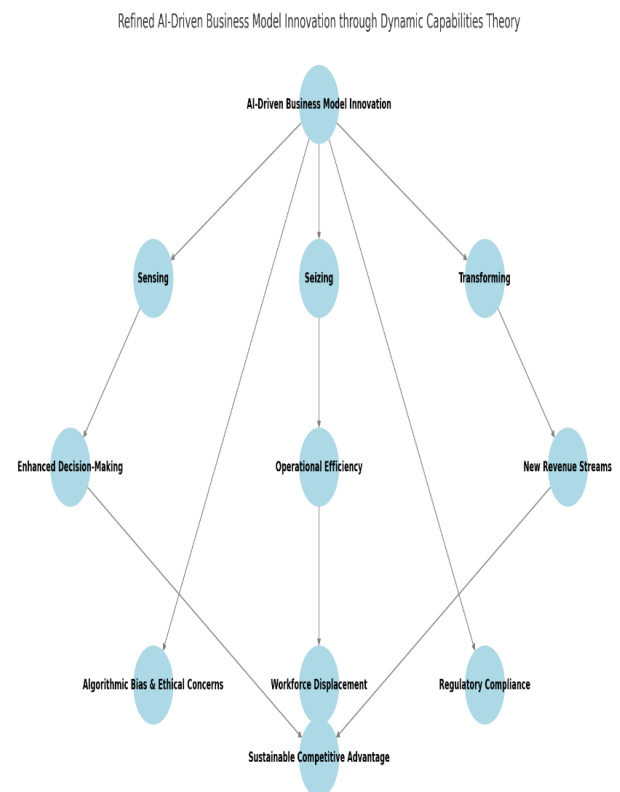 Refined AI-Driven Business Model Innovation through Dynamic Capabilities Theory
AI-Driven Business Model Innovation
Sensing
Seizing
Transforming
Enhanced Decision-Making
Operational Efficiency
New Revenue Streams
Algorithmic Bias & Ethical Concerns
Workforce Displacement
Regulatory Compliance
Sustainable Competitive Advantage